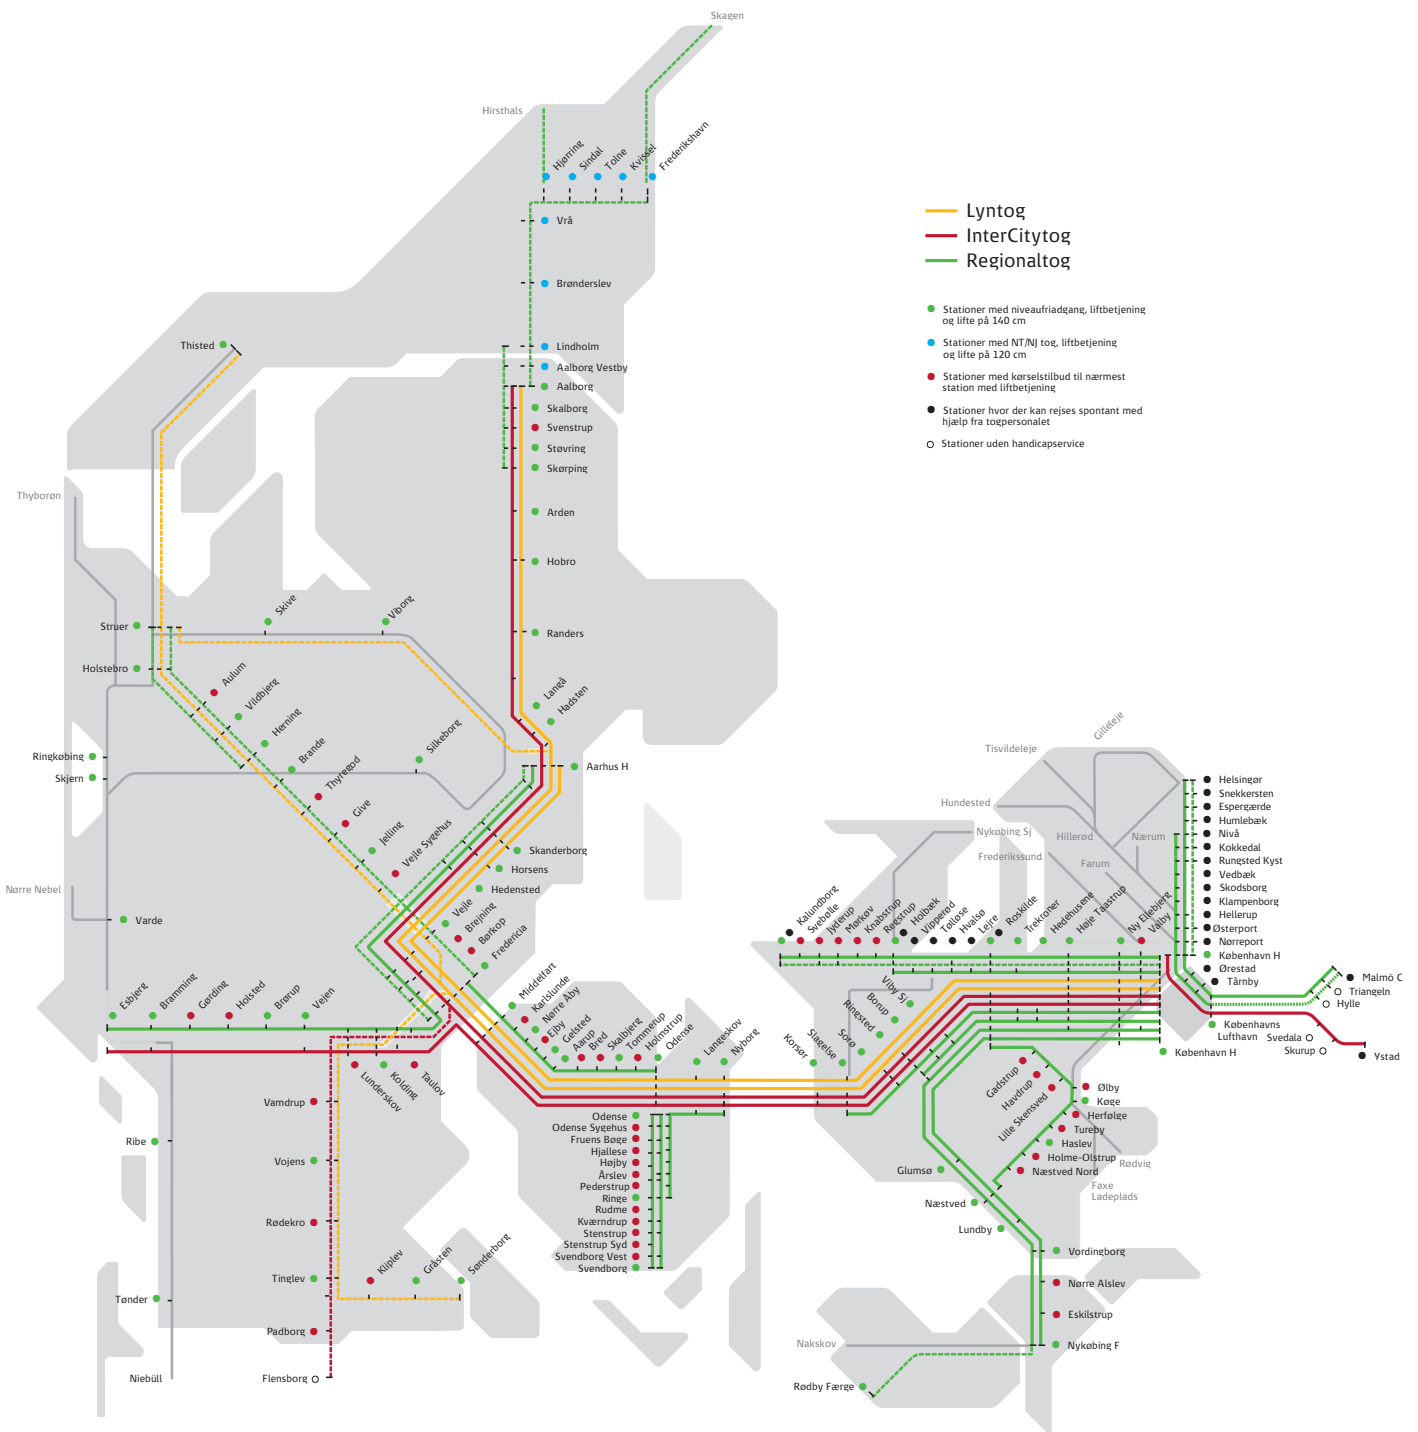 Skagen
Hirsthals
Hjørring
Sindal
Tolne
Kvissel
Frederikshavn
Vrå
Brønderslev
Lindholm
Aalborg Vestby
Aalborg
Skalborg
Svenstrup
Støvring
Skørping
Arden
Hobro
Randers
Langå
Hadsten
Aarhus H
Lyntog
InterCitytog
Regionaltog
Stationer med niveaufriadgang, liftbetjening
og lifte på 140 cm
Stationer med NT/NJ tog, liftbetjening
og lifte på 120 cm
Stationer med kørselstilbud til nærmest
station med liftbetjening
Stationer hvor der kan rejses spontant med
hjælp fra togpersonalet
Stationer uden handicapservice
Thisted
Thyborøn
Struer
Holstebro
Skive
Viborg
Aulum
Vildbjerg
Herning
Brande
Thyregod
Give
Jelling
Vejle Sygehus
Silkeborg
Ringkøbing
Skjern
Nørre Nebel
Varde
Skanderborg
Horsens
Hedensted
Vejle
Brejning
Børkop
Fredericia
Esbjerg
Bramming
Gørding
Holsted
Brørup
Vejen
Lunderskov
Kolding
Taulov
Vamdrup
Ribe
Vojens
Rødekro
Tinglev
Tønder
Padborg
Niebüll
Flensborg
Kliplev
Gråsten
Sønderborg
Middelfart
Karlslunde
Nørre Åby
Ejby
Gelsted
Aarup
Bred
Skalbjerg
Tommerup
Holmstrup
Odense
Langeskov
Nyborg
Odense
Odense Sygehus
Fruens Bøge
Hjallese
Højby
Årslev
Pederstrup
Ringe
Rudme
Kværndrup
Stenstrup
Stenstrup Syd
Svendborg Vest
Svendborg
Korsør
Slagelse
Sorø
Ringsted
Borup
Viby Sj
Kalundborg
Svebølle
Jyderup
Mørkøv
Knabstrup
Regstrup
Holbæk
Vipperød
Tølløse
Hvalsø
Lejre
Roskilde
Trekroner
Hedehusene
Høje Taastrup
Ny Ellebjerg
Valby
Tisvildeleje
Gilleleje
Hundested
Nykøbing Sj
Frederikssund
Hillerød
Nærum
Farum
Helsingør
Snekkersten
Espergærde
Humlebæk
Nivå
Kokkedal
Rungsted Kyst
Vedbæk
Skodsborg
Klampenborg
Hellerup
Østerport
Nørreport
København H
Ørestad
Tårnby
Malmö C
Triangeln
Hylle
Københavns
Lufthavn
Svedala
Skurup
Ystad
København H
Gadstrup
Havdrup
Lille Skensved
Ølby
Køge
Herfølge
Tureby
Haslev
Holme-Olstrup
Næstved Nord
Rødvig
Faxe
Ladeplads
Glumsø
Næstved
Lundby
Vordingborg
Nørre Alslev
Eskilstrup
Nykøbing F
Nakskov
Rødby Færge